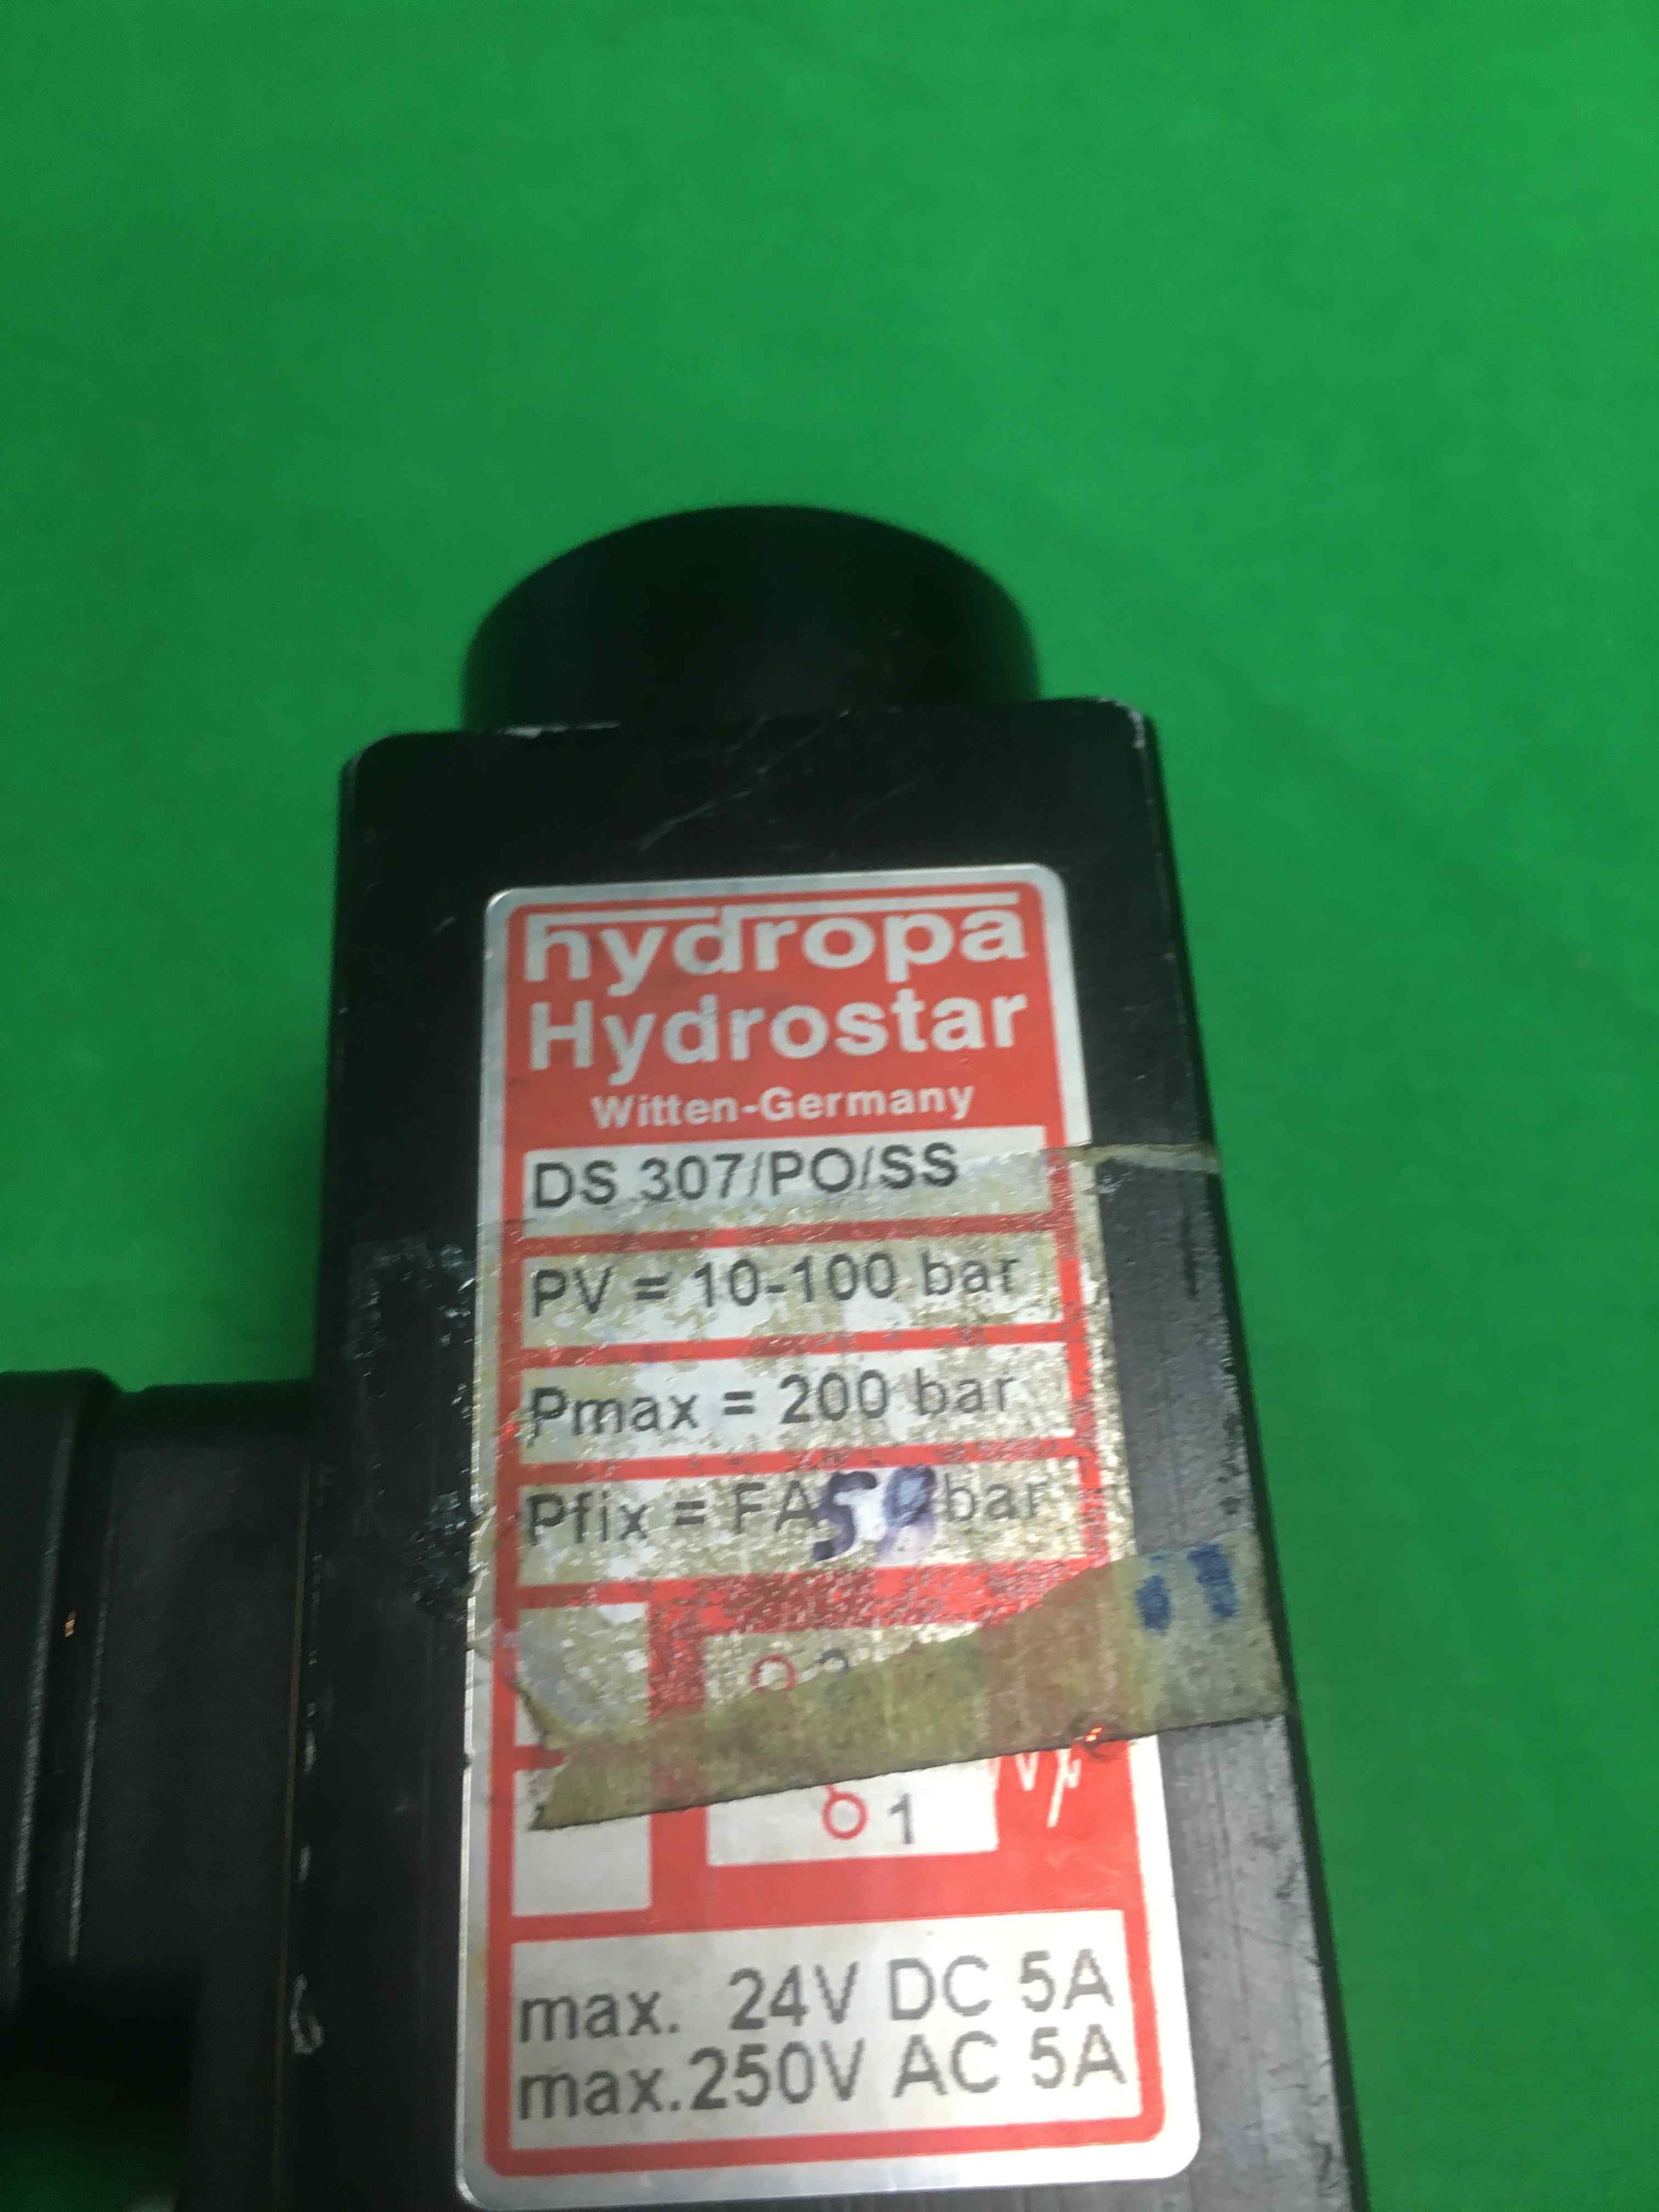 hydropa
Hydrostar
Witten-Germany
DS 307/PO/SS
PV = 10-100 bar
Pmax = 200 bar
Pfix = FA bar
1
max. 24V DC 5A
max.250V AC 5A